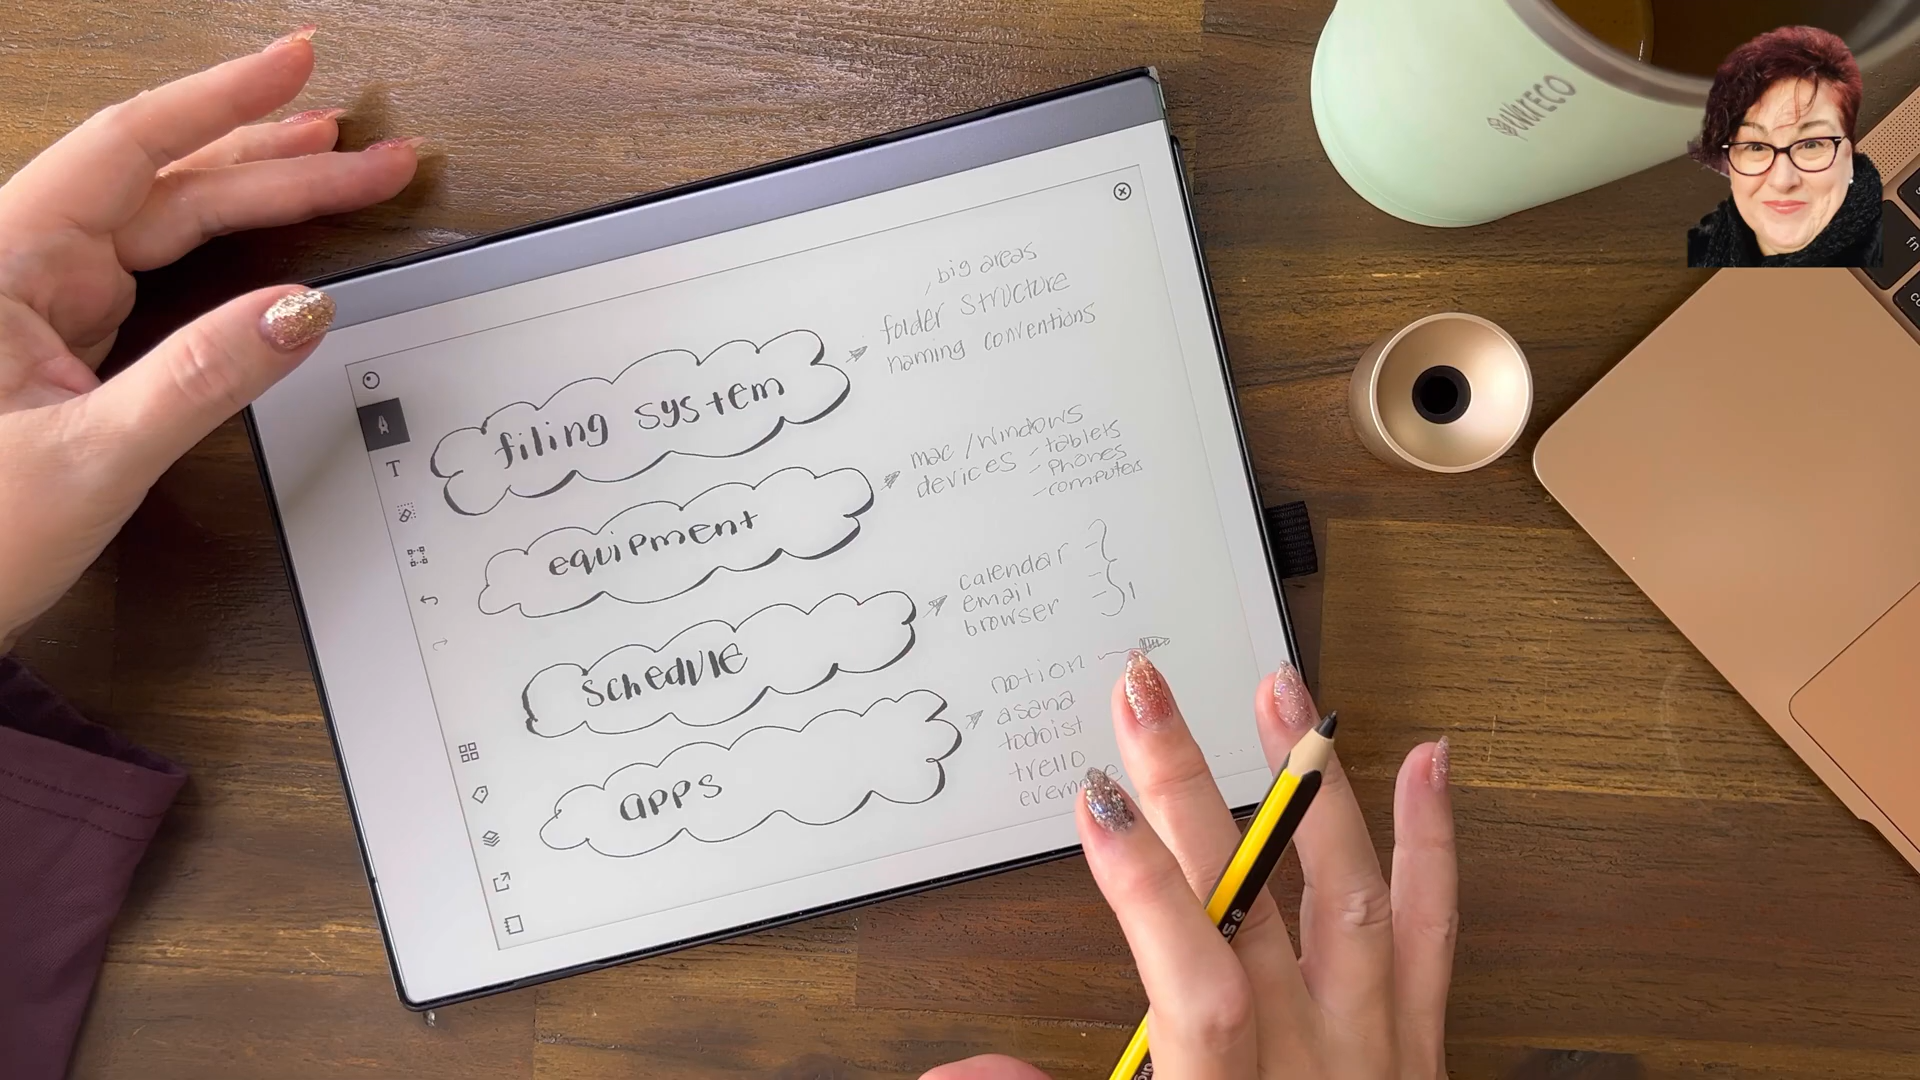 big areas
folder structure
naming conventions
filing system
mac/windows
devices - tablets
- phones
- computers
equipment
calendar
email
browser
schedule
notion
asana
todoist
trello
apps
T
fn